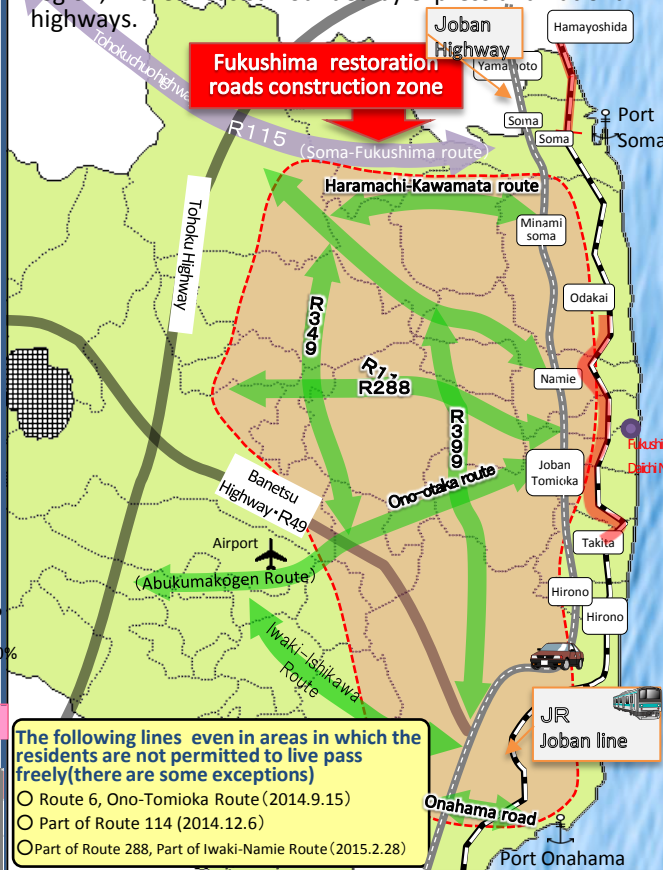 highways.
Joban
Highway
Hamayoshida
Fukushima restoration
roads construction zone
Port
Soma
Soma
Soma
R115 (Soma-Fukushima route)
Haramachi-Kawamata route
Tohoku Highway
Minami
soma
Odakai
R349
R288
Namie
R399
Joban
Tomioka
Ono-otaka route
Banetsu
Highway・R49
Takita
Airport
(Abukumakogen Route)
Hirono
Hirono
Iwaki-Ishikawa
Route
JR
Joban line
The following lines even in areas in which the
residents are not permitted to live pass
freely(there are some exceptions)
○ Route 6, Ono-Tomioka Route(2014.9.15)
○ Part of Route 114 (2014.12.6)
○Part of Route 288, Part of Iwaki-Namie Route(2015.2.28)
Onahama road
Port Onahama